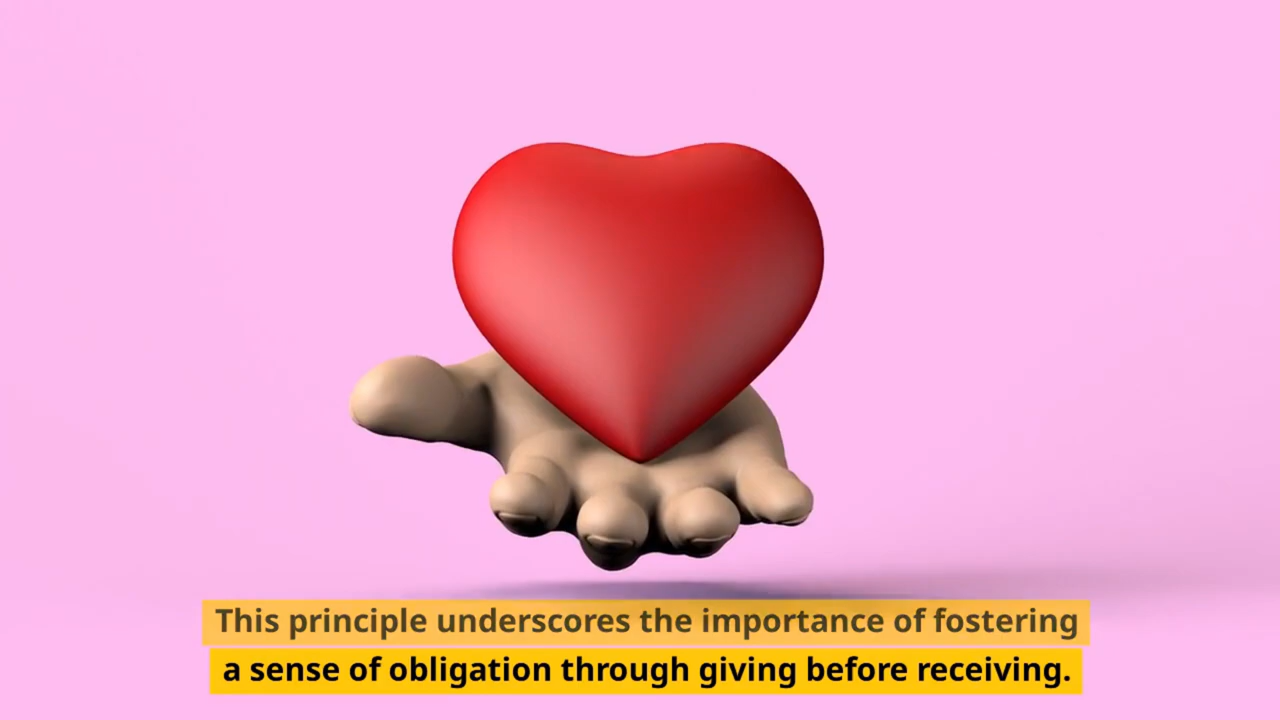 This principle underscores the importance of fostering
a sense of obligation through giving before receiving.